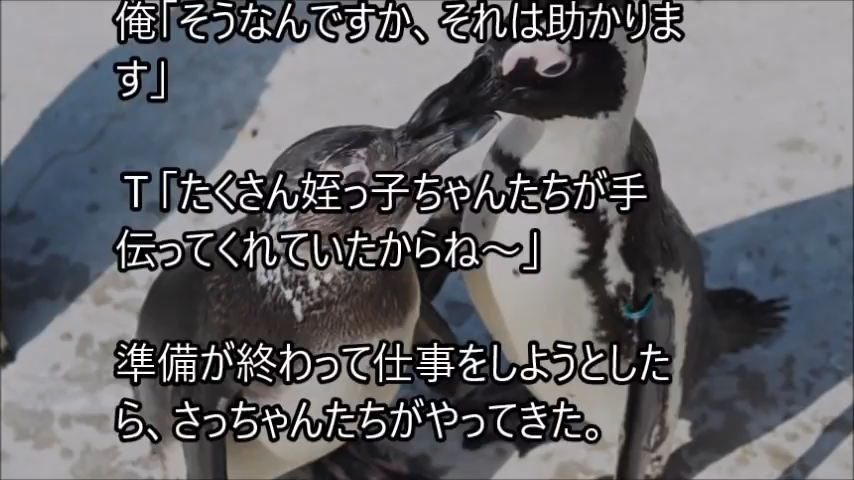 俺「そうなんですか、それは助かりま
す」
T「たくさん姪っ子ちゃんたちが手
伝ってくれていたからね～」
準備が終わって仕事をしようとした
ら、さっちゃんたちがやってきた。